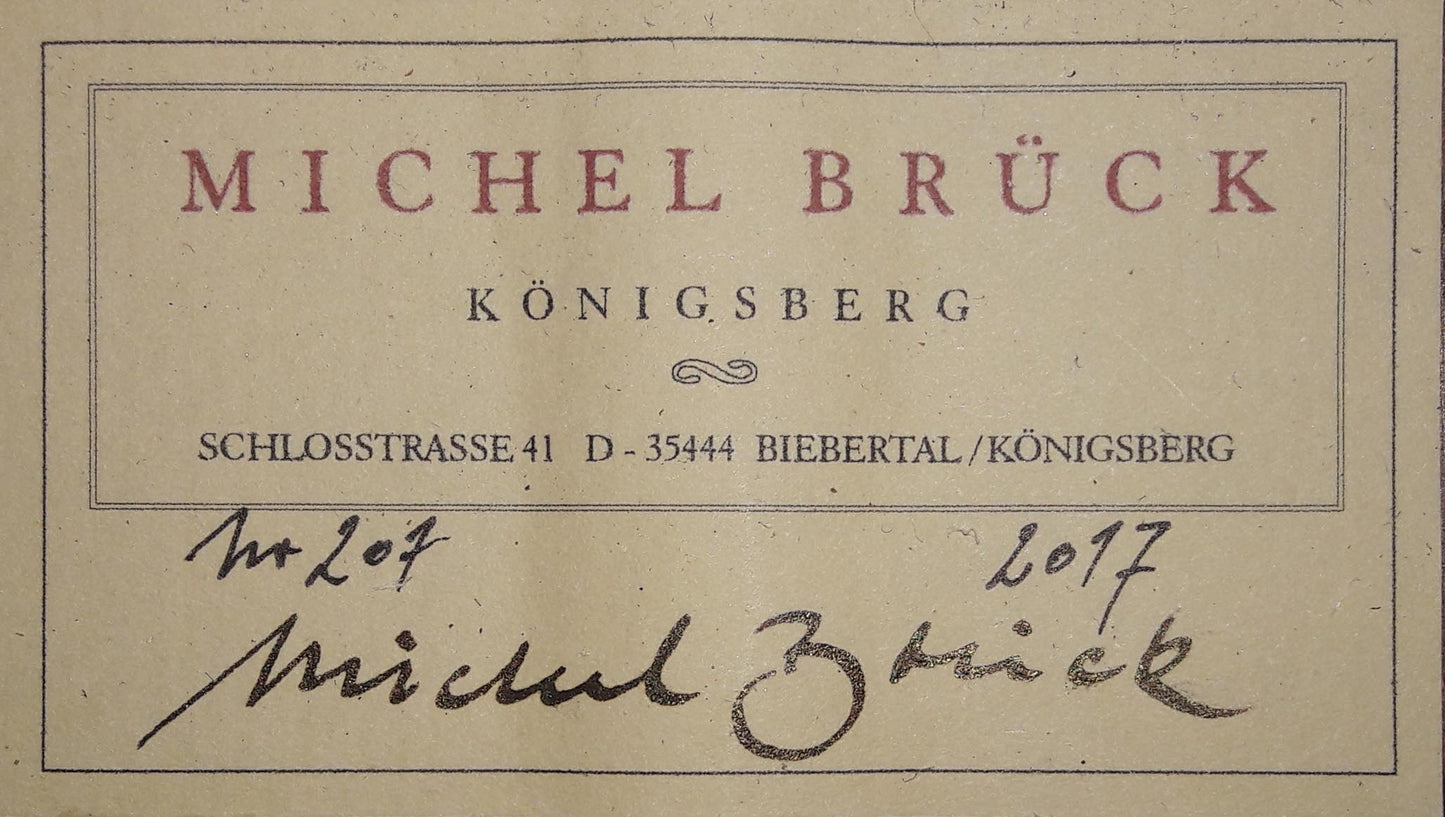 MICHEL BRÜCK
KÖNIGSBERG
SCHLOSSTRASSE 41 D - 35444 BIEBERTAL / KÖNIGSBERG
Nr 207 2017
Michel Brück